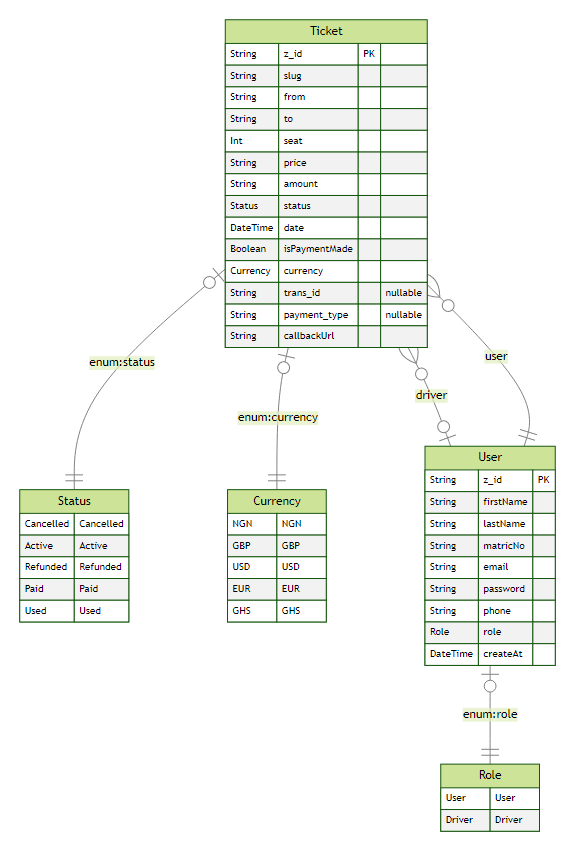 Ticket
String z_id PK
String slug
String from
String to
Int seat
String price
String amount
Status status
DateTime date
Boolean isPaymentMade
Currency currency
String trans_id nullable
String payment_type nullable
String callbackUrl
enum:status
enum:currency
driver
user
Status
Cancelled Cancelled
Active Active
Refunded Refunded
Paid Paid
Used Used
Currency
NGN NGN
GBP GBP
USD USD
EUR EUR
GHS GHS
User
String z_id PK
String firstName
String lastName
String matricNo
String email
String password
String phone
Role role
DateTime createAt
enum:role
Role
User User
Driver Driver